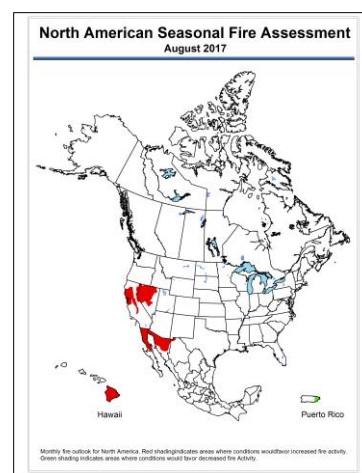 North American Seasonal Fire Assessment
August 2017
Hawaii
Puerto Rico
Monthly fire outlook for North America. Red shadingindicates areas where conditions wouldfavor increased fire activity.
Green shading indicates areas where conditions would favor decreased fire Activity.